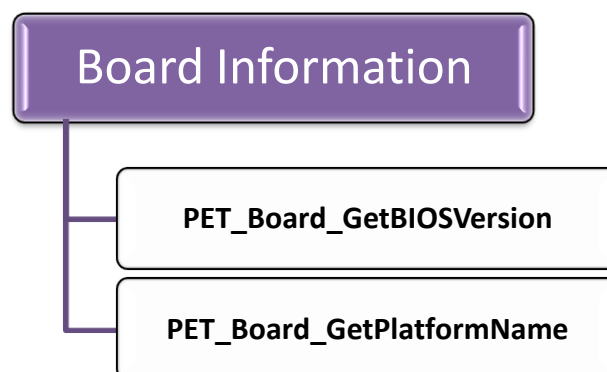 Board Information
PET_Board_GetBIOSVersion
PET_Board_GetPlatformName